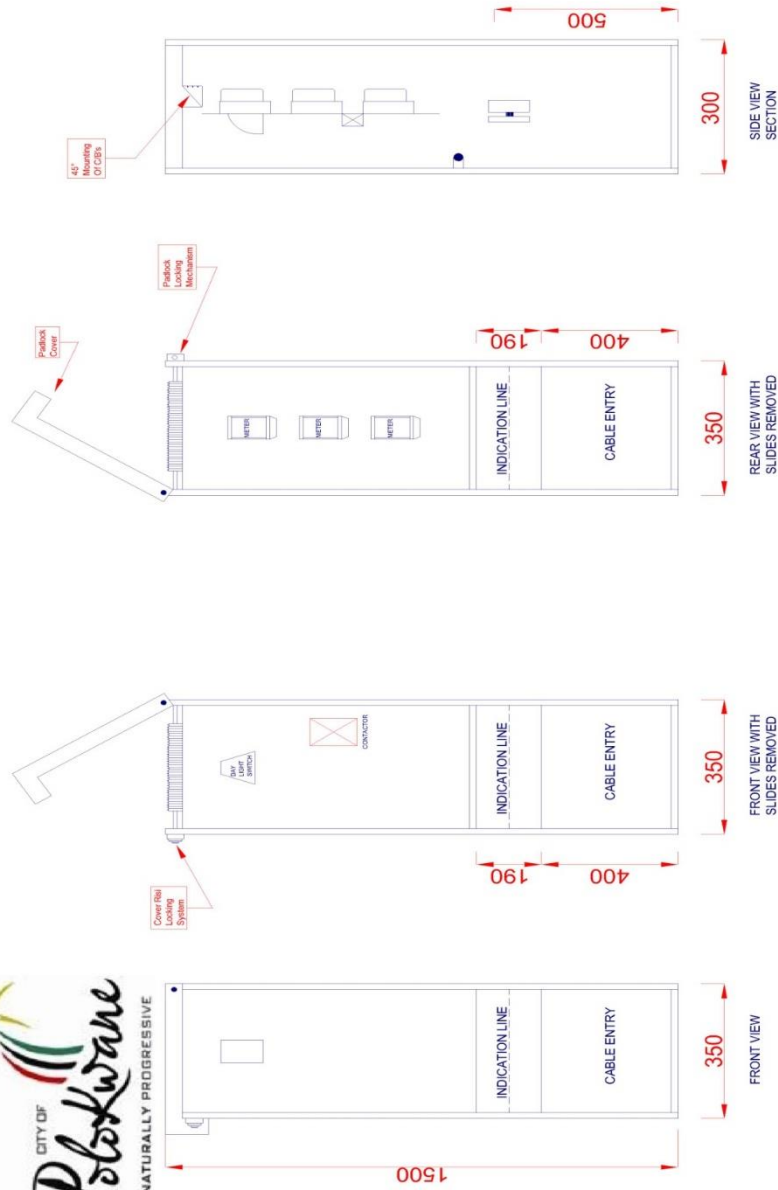 CITY OF
Polokwane
NATURALLY PROGRESSIVE
1500
INDICATION LINE
CABLE ENTRY
350
FRONT VIEW
Cover Rial
Locking
System
DAY
LIGHT
SWITCH
CONTACTOR
INDICATION LINE
CABLE ENTRY
190
400
350
FRONT VIEW WITH
SLIDES REMOVED
Padlock
Cover
Padlock
Locking
Mechanism
METER
METER
METER
INDICATION LINE
CABLE ENTRY
190
400
350
REAR VIEW WITH
SLIDES REMOVED
45°
Mounting
Of C/B's
500
300
SIDE VIEW
SECTION